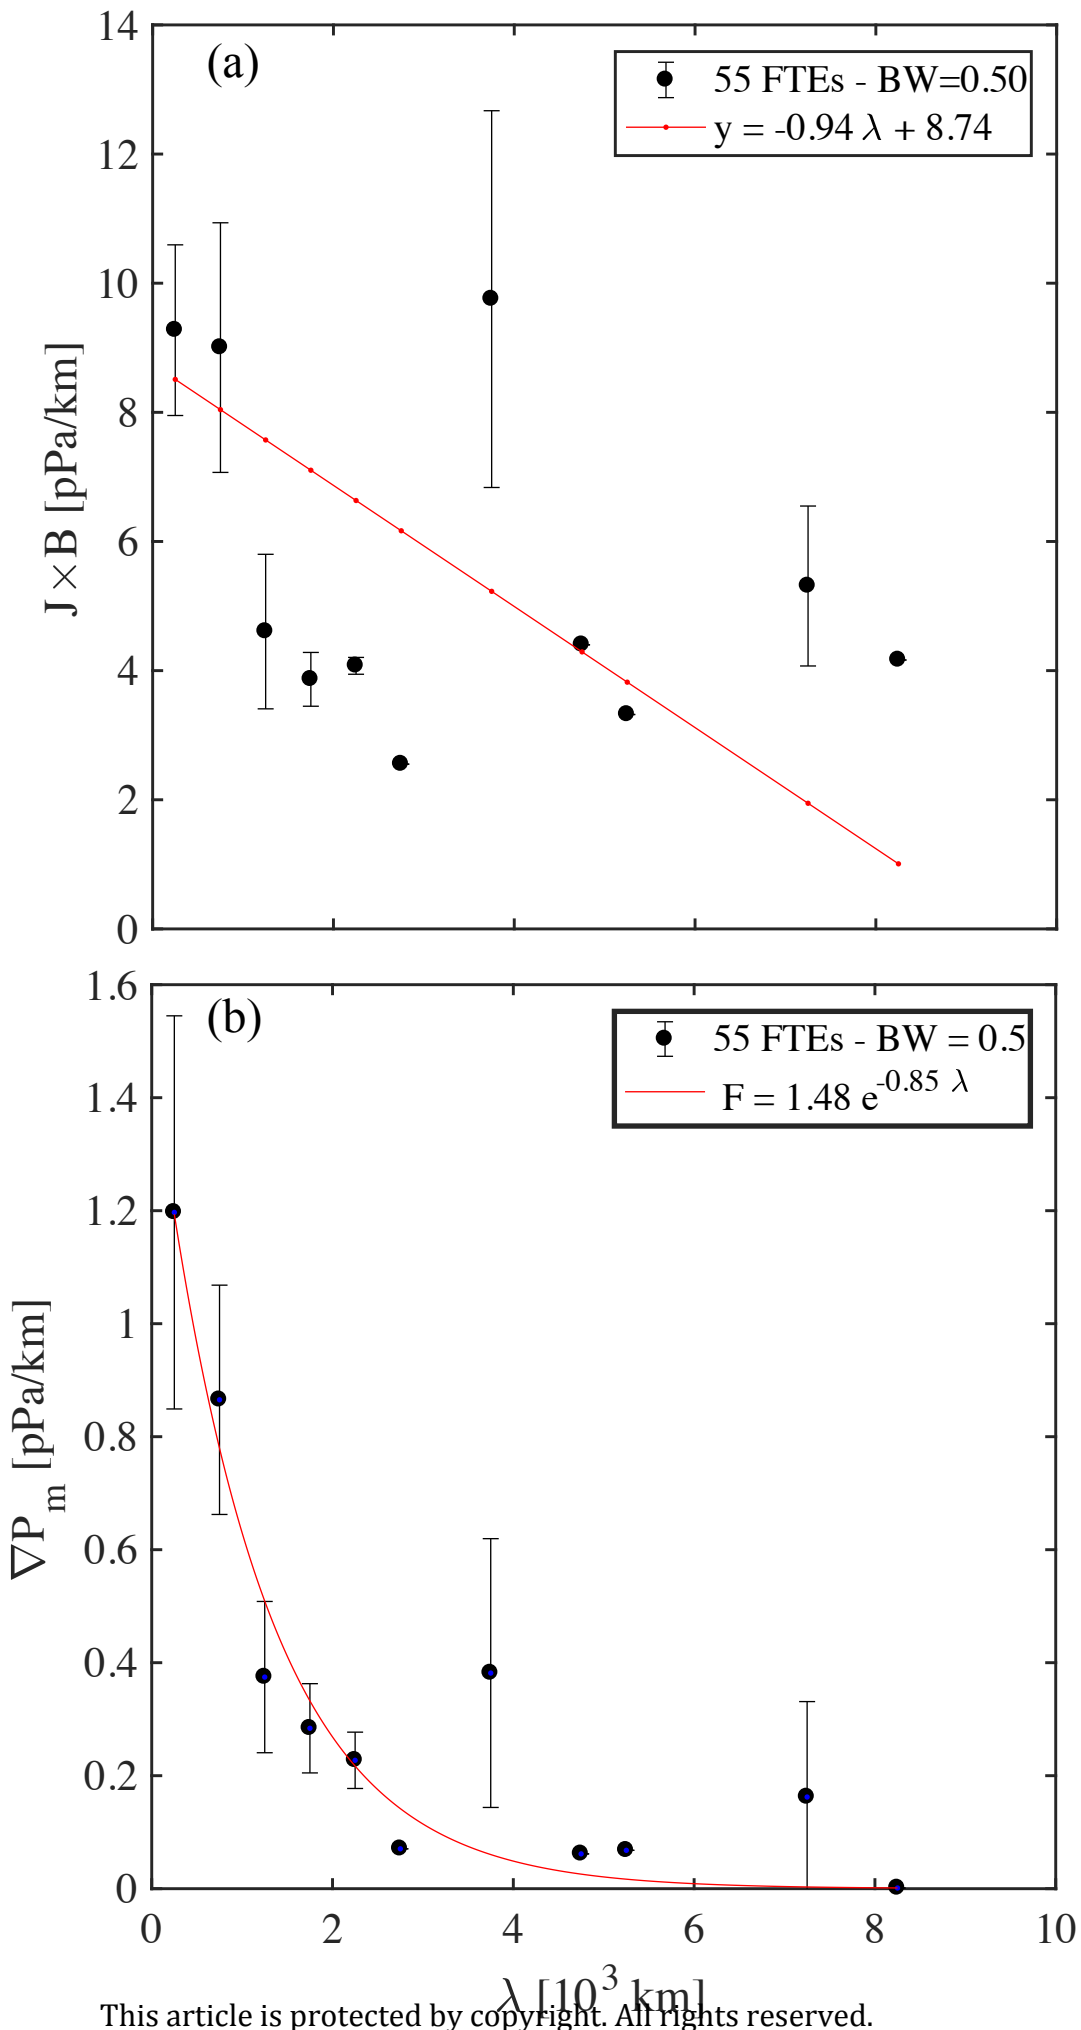 14
(a)
55 FTEs - BW=0.50
y = -0.94 λ + 8.74
12
10
8
6
4
2
0
J×B [pPa/km]
1.6
(b)
55 FTEs - BW = 0.5
F = 1.48 e^-0.85 λ
1.4
1.2
1
0.8
0.6
0.4
0.2
0
∇P_m [pPa/km]
0 2 4 6 8 10
λ [10^3 km]
This article is protected by copyright. All rights reserved.